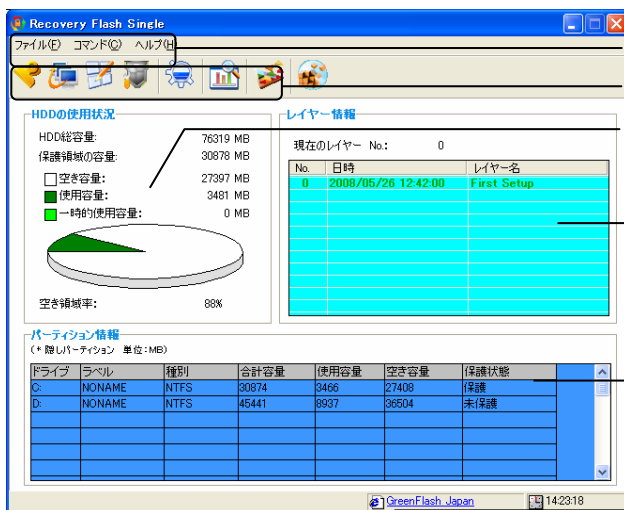 Recovery Flash Single
ファイル(F) コマンド(C) ヘルプ(H)
HDDの使用状況
HDD総容量: 76319 MB
保護領域の容量: 30878 MB
空き容量: 27397 MB
使用容量: 3481 MB
一時的使用容量: 0 MB
空き領域率: 88%
レイヤー情報
現在のレイヤー No.: 0
No. 日時 レイヤー名
0 2008/05/26 12:42:00 First Setup
パーティション情報
(* 隠しパーティション 単位:MB)
ドライブ ラベル 種別 合計容量 使用容量 空き容量 保護状態
C: NONAME NTFS 30874 3466 27408 保護
D: NONAME NTFS 45441 8937 36504 未保護
GreenFlash Japan 14:23:18